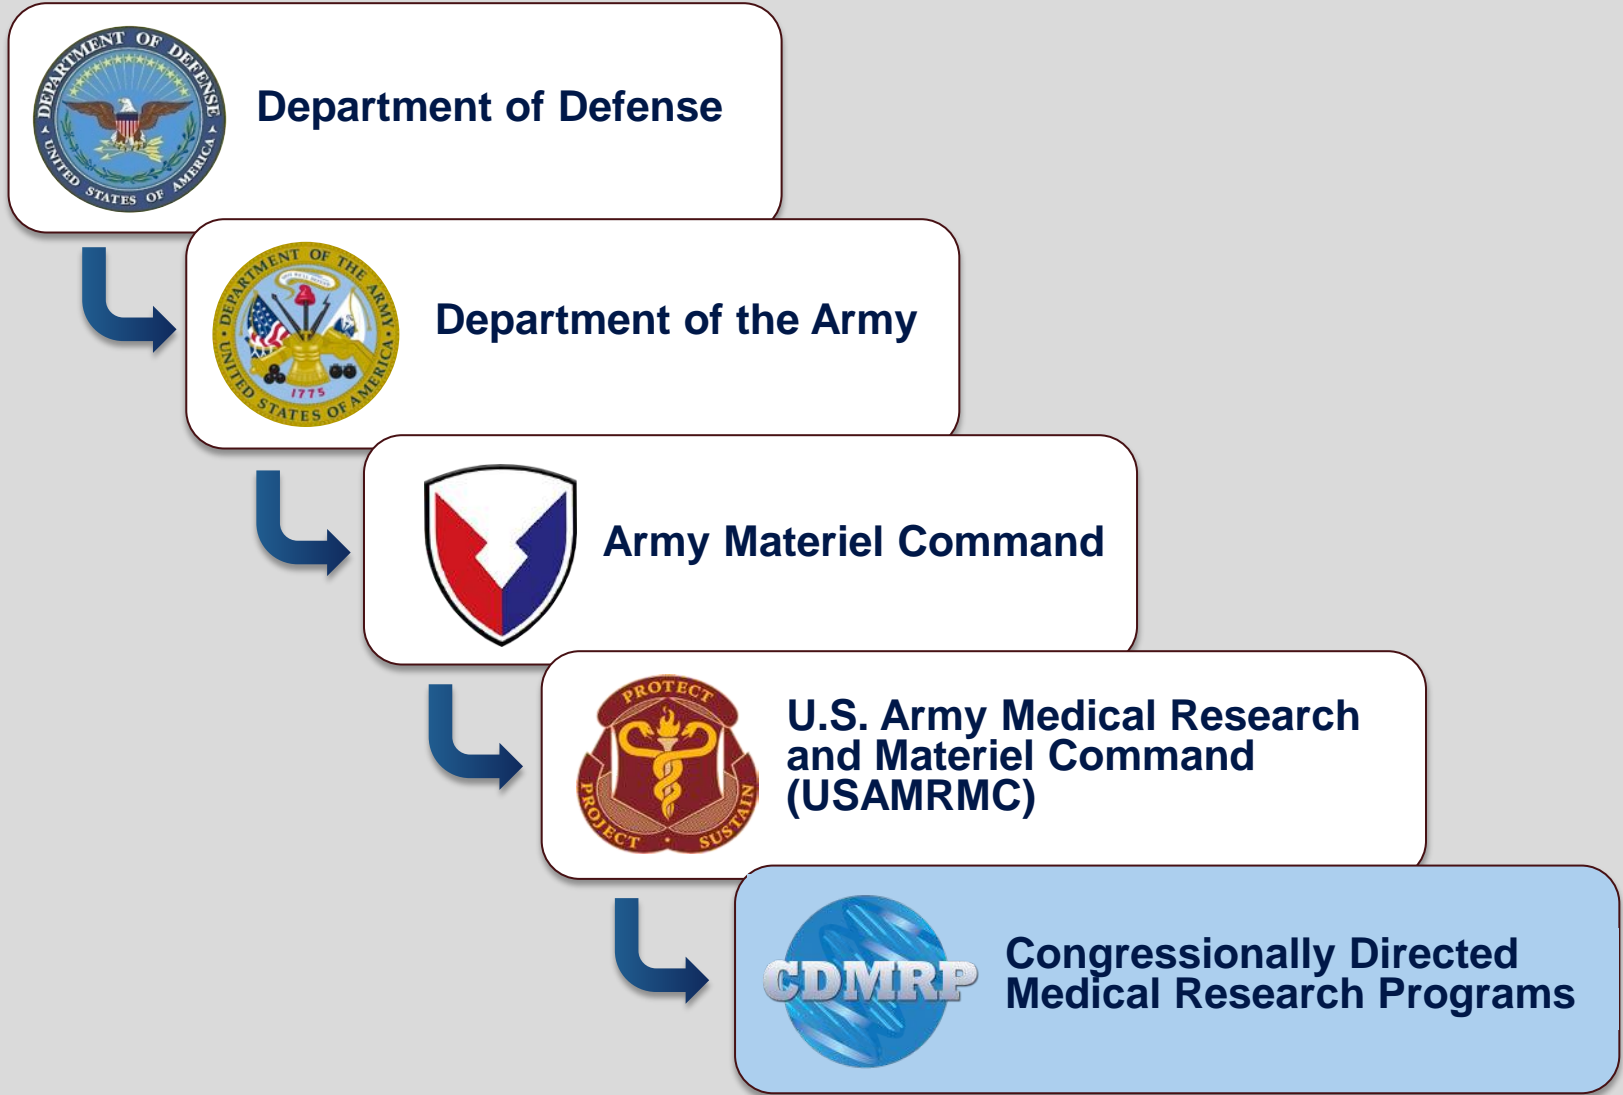 DEPARTMENT OF DEFENSE
UNITED STATES OF AMERICA
Department of Defense
DEPARTMENT OF THE ARMY
UNITED STATES OF AMERICA
1775
Department of the Army
Army Materiel Command
PROTECT
PROJECT · SUSTAIN
U.S. Army Medical Research
and Materiel Command
(USAMRMC)
CDMRP
Congressionally Directed
Medical Research Programs